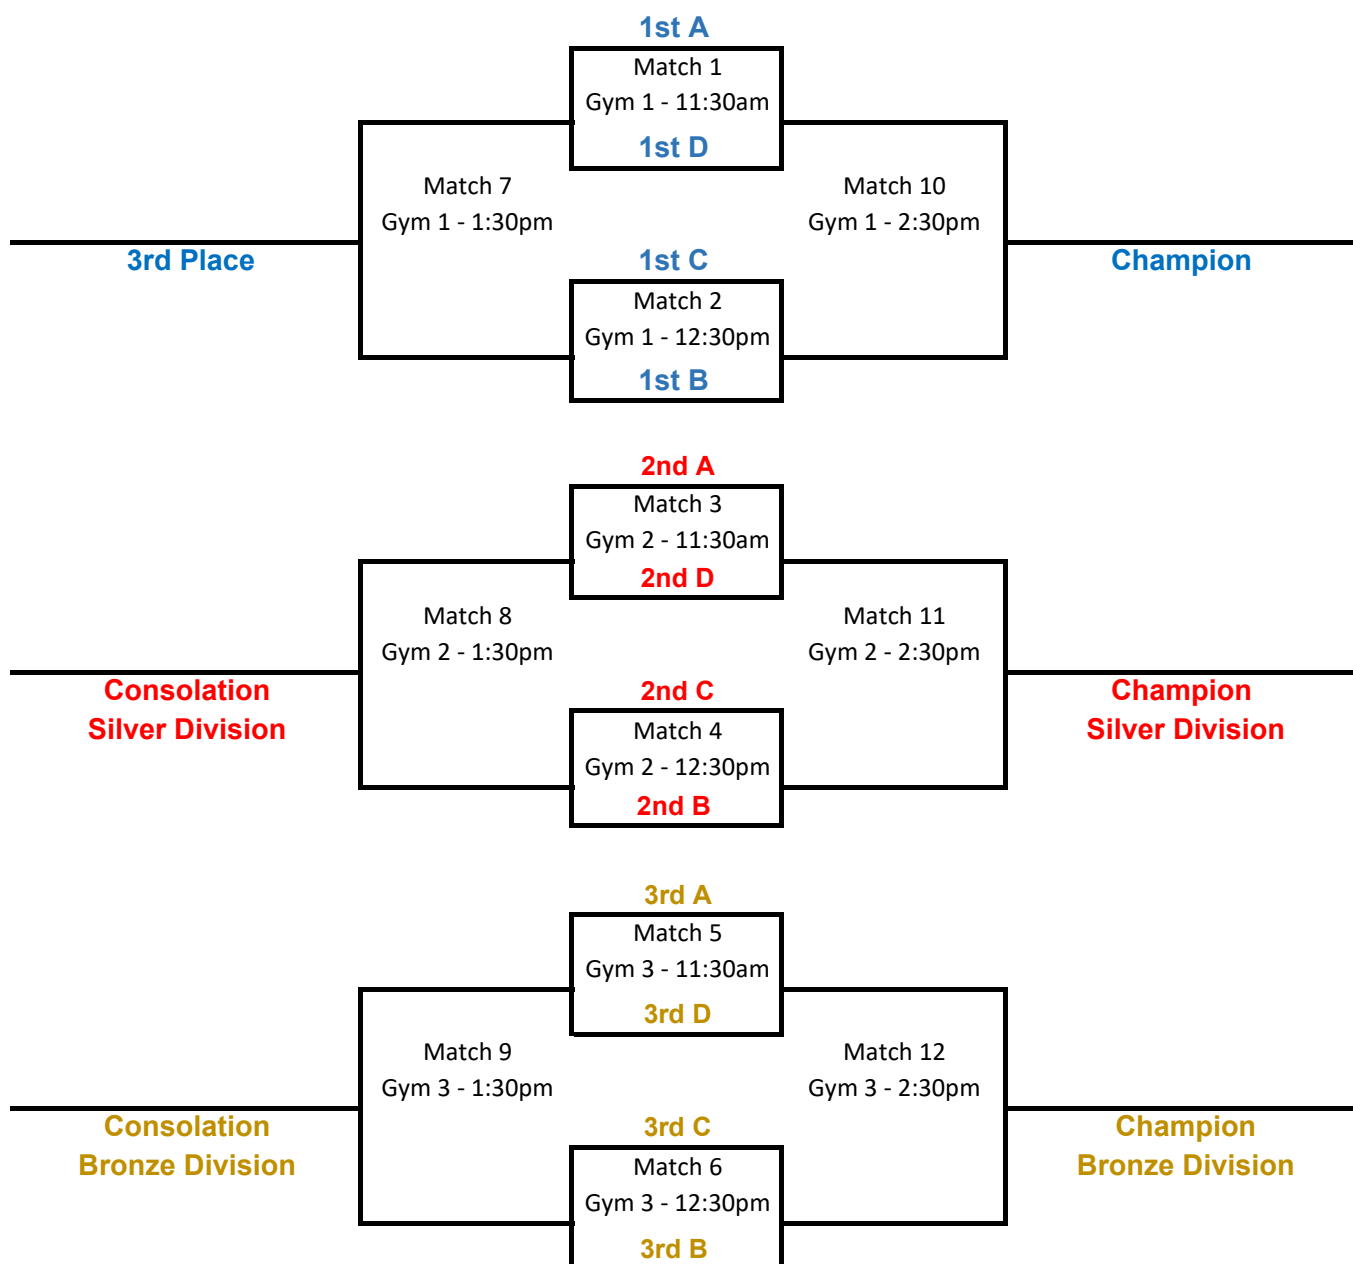 1st A
Match 1
Gym 1 - 11:30am
1st D
Match 7
Gym 1 - 1:30pm
Match 10
Gym 1 - 2:30pm
3rd Place
1st C
Champion
Match 2
Gym 1 - 12:30pm
1st B
2nd A
Match 3
Gym 2 - 11:30am
2nd D
Match 8
Gym 2 - 1:30pm
Match 11
Gym 2 - 2:30pm
Consolation
Silver Division
2nd C
Champion
Silver Division
Match 4
Gym 2 - 12:30pm
2nd B
3rd A
Match 5
Gym 3 - 11:30am
3rd D
Match 9
Gym 3 - 1:30pm
Match 12
Gym 3 - 2:30pm
Consolation
Bronze Division
3rd C
Champion
Bronze Division
Match 6
Gym 3 - 12:30pm
3rd B